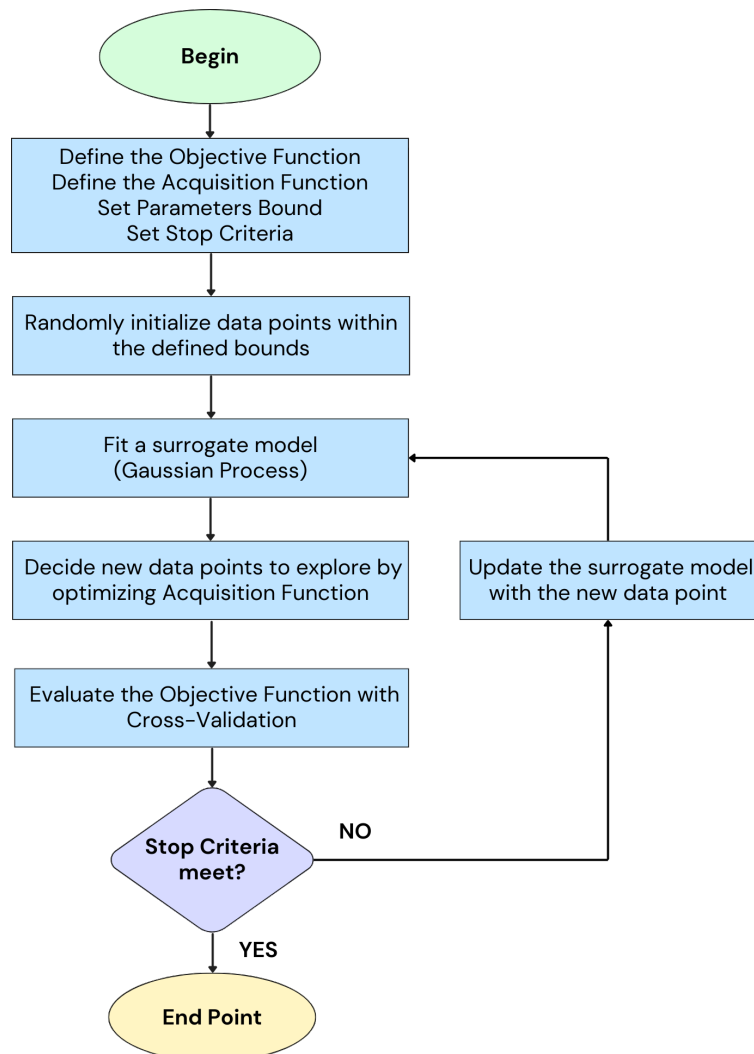 Begin
Define the Objective Function
Define the Acquisition Function
Set Parameters Bound
Set Stop Criteria
Randomly initialize data points within
the defined bounds
Fit a surrogate model
(Gaussian Process)
Decide new data points to explore by
optimizing Acquisition Function
Update the surrogate model
with the new data point
Evaluate the Objective Function with
Cross-Validation
Stop Criteria
meet?
NO
YES
End Point